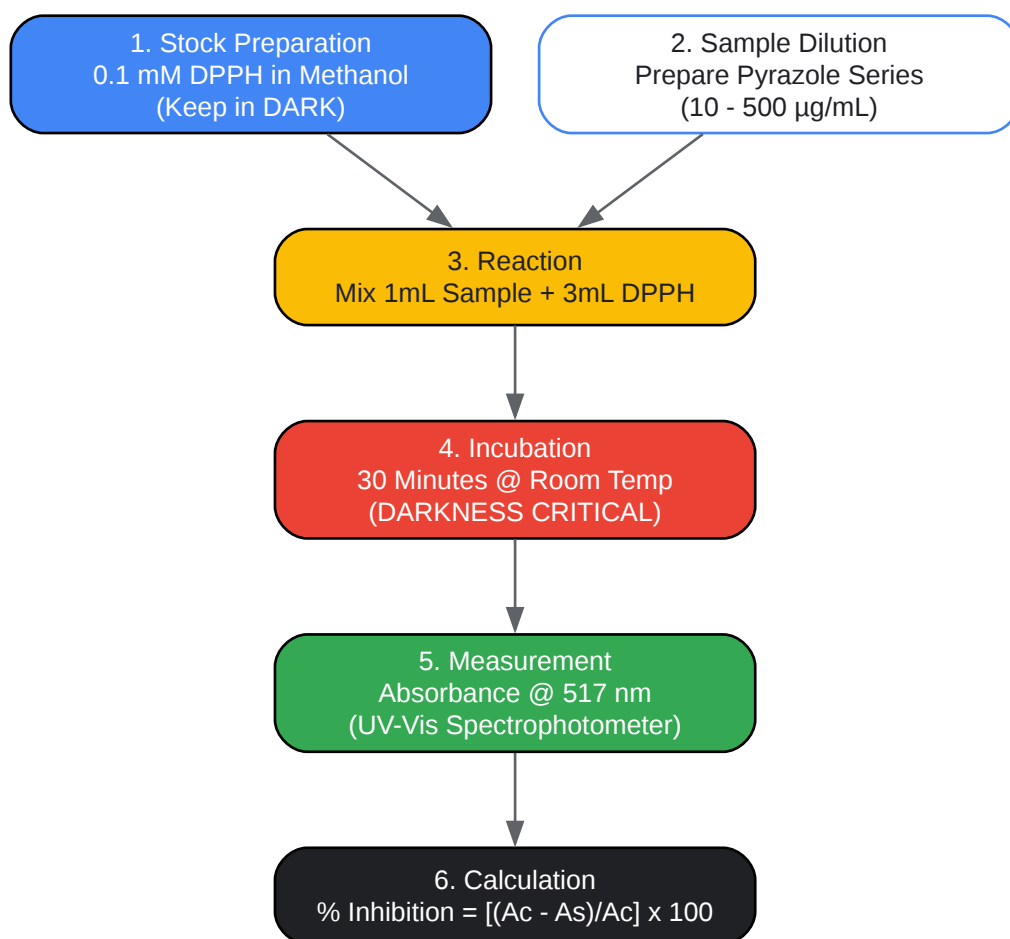 1. Stock Preparation
0.1 mM DPPH in Methanol
(Keep in DARK)
2. Sample Dilution
Prepare Pyrazole Series
(10 - 500 µg/mL)
3. Reaction
Mix 1mL Sample + 3mL DPPH
4. Incubation
30 Minutes @ Room Temp
(DARKNESS CRITICAL)
5. Measurement
Absorbance @ 517 nm
(UV-Vis Spectrophotometer)
6. Calculation
% Inhibition = [(Ac - As)/Ac] x 100